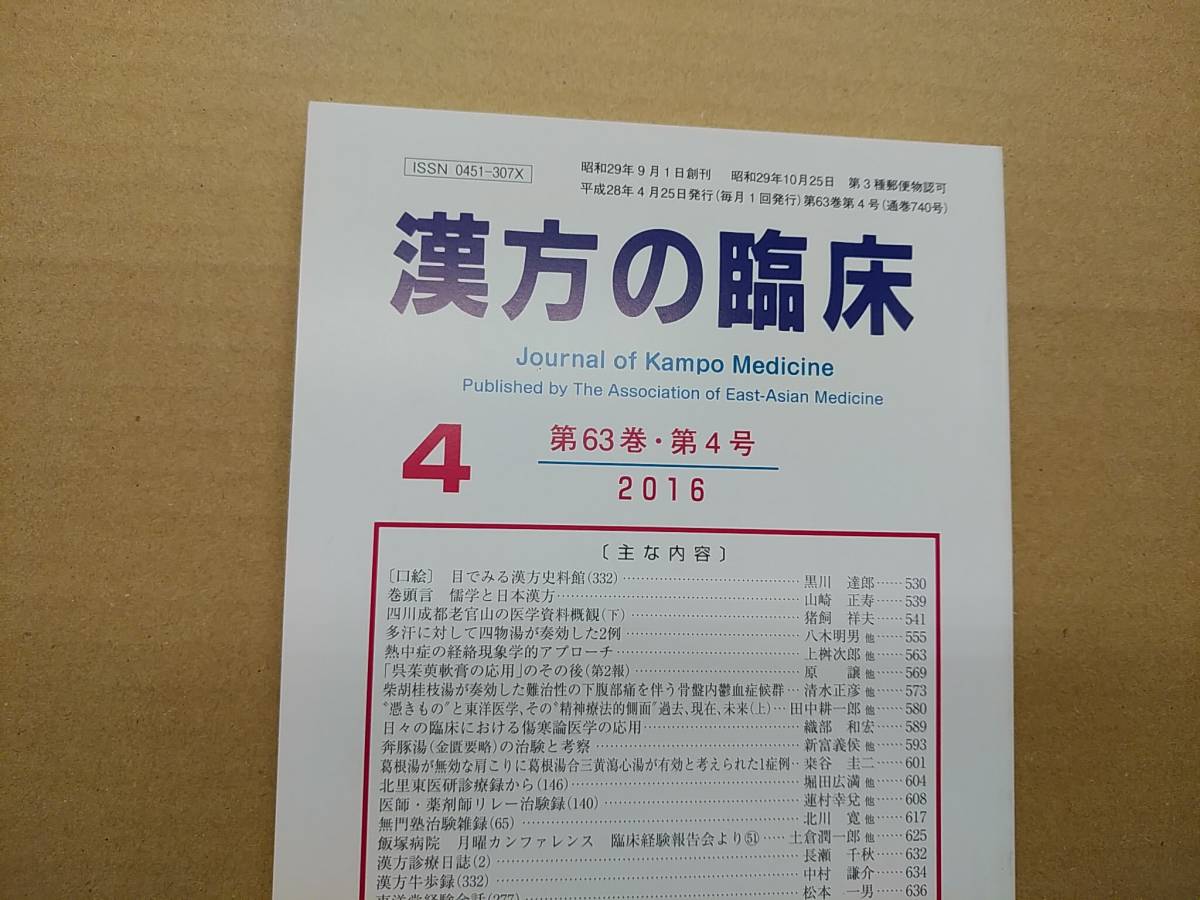 ISSN 0451-307X
昭和29年9月1日創刊 昭和29年10月25日 第3種郵便物認可
平成28年4月25日発行(毎月1回発行)第63巻第4号(通巻740号)
漢方の臨床
Journal of Kampo Medicine
Published by The Association of East-Asian Medicine
4
第63巻・第4号
2016
〔主な内容〕
〔口絵〕 目でみる漢方史料館(332)……黒川 達郎……530
巻頭言 儒学と日本漢方……山崎 正寿……539
四川成都老官山の医学資料概観(下)……猪飼 祥夫……541
多汗に対して四物湯が奏効した2例……八木明男 他……555
熱中症の経絡現象学的アプローチ……上桝次郎 他……563
「呉茱萸軟膏の応用」のその後(第2報)……原 譲 他……569
柴胡桂枝湯が奏効した難治性の下腹部痛を伴う骨盤内鬱血症候群……清水正彦 他……573
〝憑きもの〟と東洋医学、その〝精神療法的側面〟過去、現在、未来(上)……田中耕一郎 他……580
日々の臨床における傷寒論医学の応用……織部 和宏……589
奔豚湯(金匱要略)の治験と考察……新富義侯 他……593
葛根湯が無効な肩こりに葛根湯合三黄瀉心湯が有効と考えられた1症例……桒谷 圭二……601
北里東医研診療録から(146)……堀田広満 他……604
医師・薬剤師リレー治験録(140)……蓮村幸兌 他……608
無門塾治験雑録(65)……北川 寛 他……617
飯塚病院 月曜カンファレンス 臨床経験報告会より㊿……土倉潤一郎 他……625
漢方診療日誌(2)……長瀬 千秋……632
漢方牛歩録(332)……中村 謙介……634
東洋堂経験余話(277)……松本 一男……636